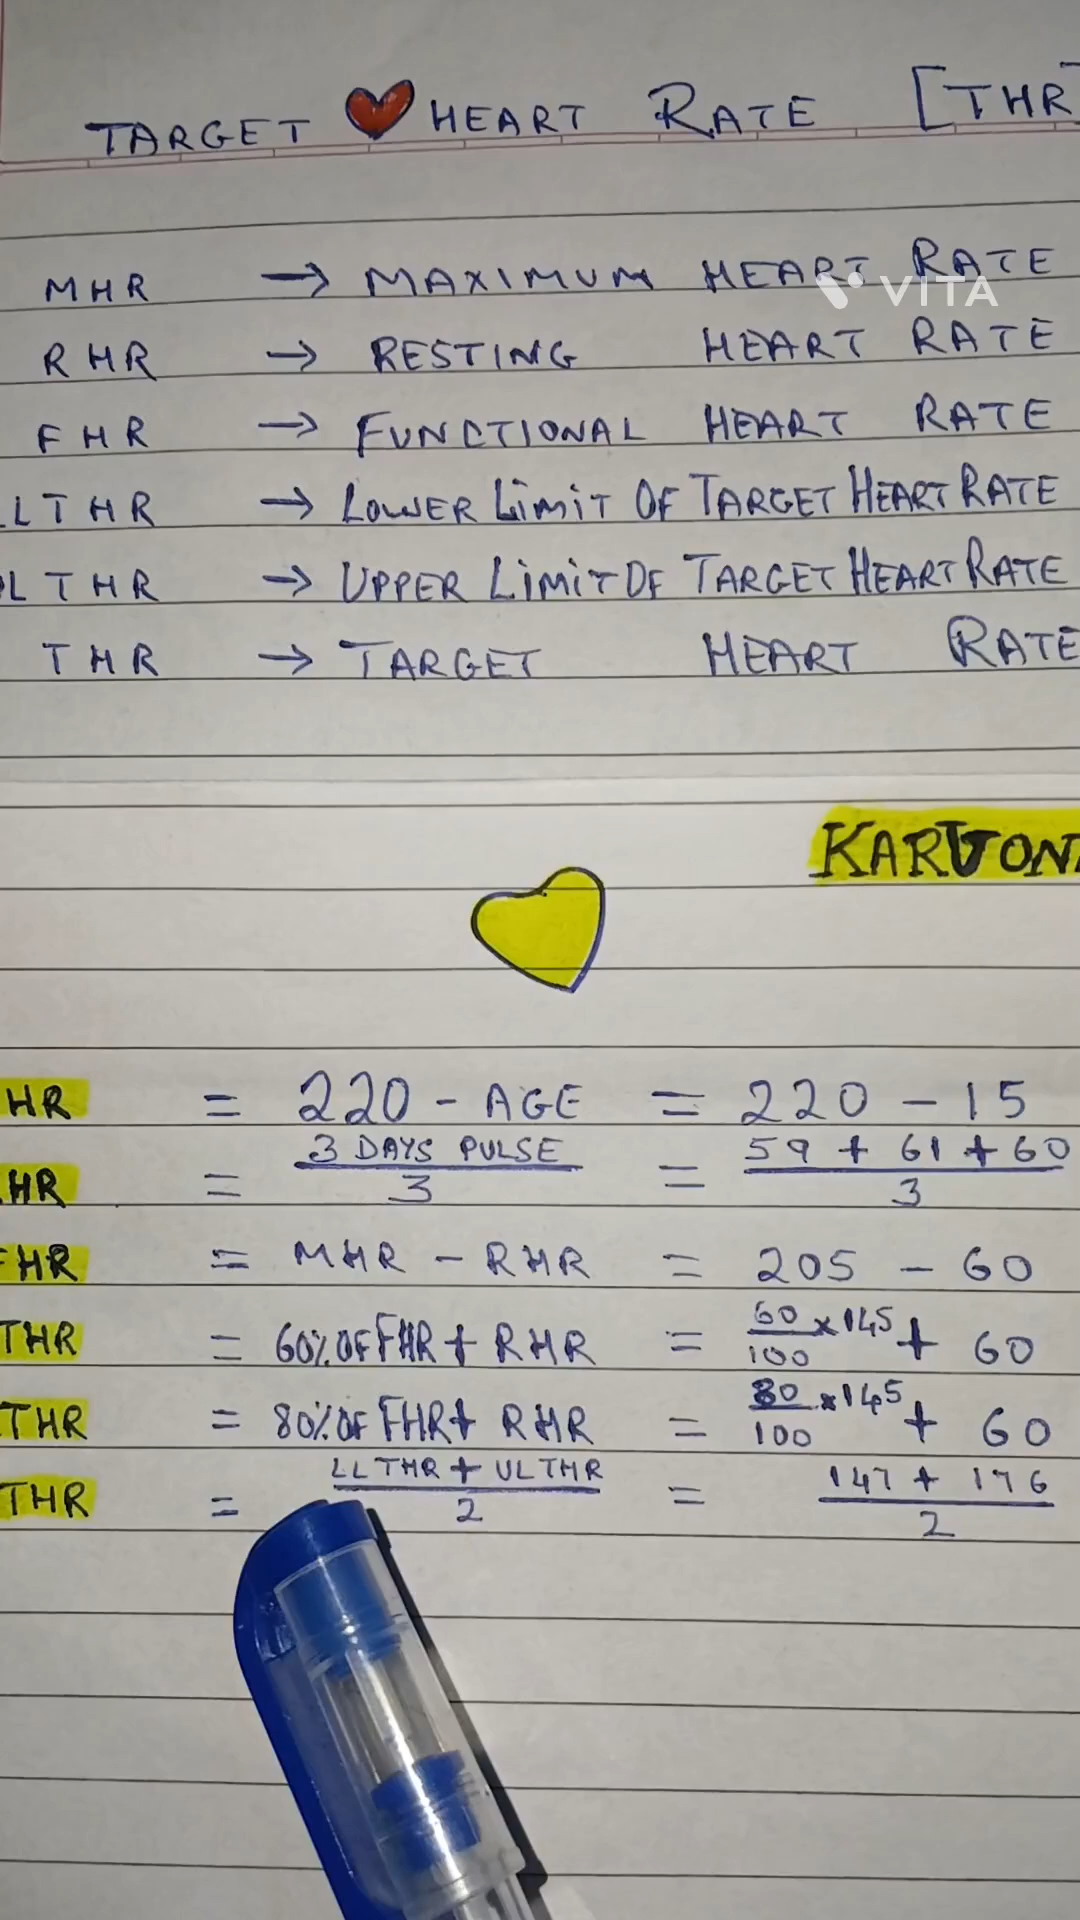 TARGET HEART RATE [THR]
MHR → MAXIMUM HEART RATE
VITA
RHR → RESTING HEART RATE
FHR → FUNCTIONAL HEART RATE
LLTHR → LOWER LIMIT OF TARGET HEART RATE
LTHR → UPPER LIMIT OF TARGET HEART RATE
THR → TARGET HEART RATE
KARVON
HR = 220 - AGE = 220 - 15
HR = 3 DAYS PULSE / 3 = 59 + 61 + 60 / 3
FHR = MHR - RHR = 205 - 60
THR = 60% OF FHR + RHR = 60/100 × 145 + 60
THR = 80% OF FHR + RHR = 80/100 × 145 + 60
THR = LLTHR + ULTHR / 2 = 147 + 176 / 2